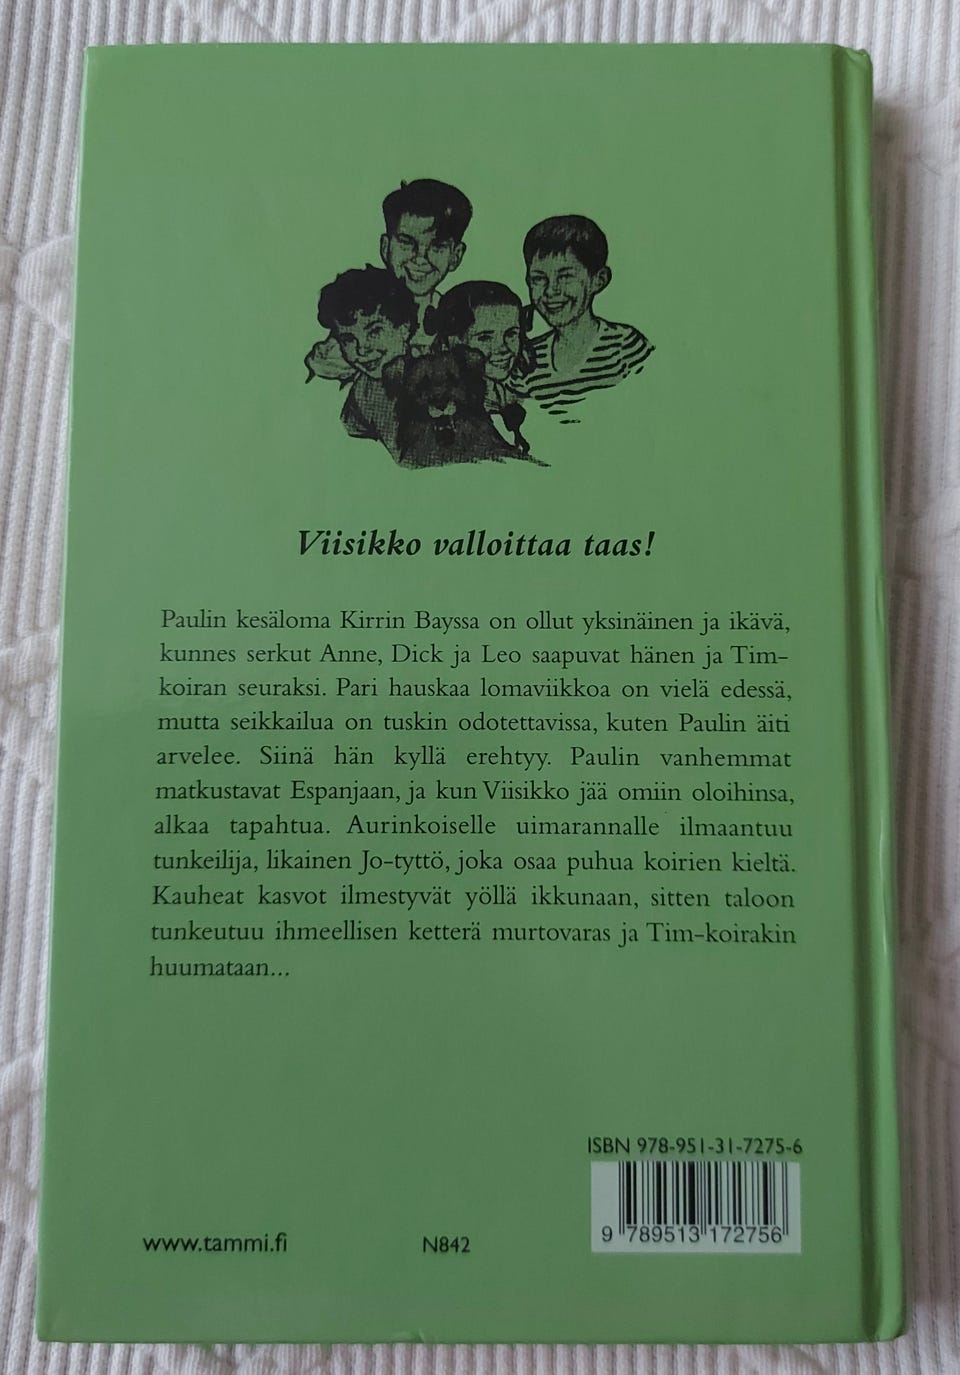 Viisikko valloittaa taas!
Paulin kesäloma Kirrin Bayssa on ollut yksinäinen ja ikävä,
kunnes serkut Anne, Dick ja Leo saapuvat hänen ja Tim-
koiran seuraksi. Pari hauskaa lomaviikkoa on vielä edessä,
mutta seikkailua on tuskin odotettavissa, kuten Paulin äiti
arvelee. Siinä hän kyllä erehtyy. Paulin vanhemmat
matkustavat Espanjaan, ja kun Viisikko jää omiin oloihinsa,
alkaa tapahtua. Aurinkoiselle uimarannalle ilmaantuu
tunkeilija, likainen Jo-tyttö, joka osaa puhua koirien kieltä.
Kauheat kasvot ilmestyvät yöllä ikkunaan, sitten taloon
tunkeutuu ihmeellisen ketterä murtovaras ja Tim-koirakin
huumataan...
ISBN 978-951-31-7275-6
9 789513 172756
www.tammi.fi N842